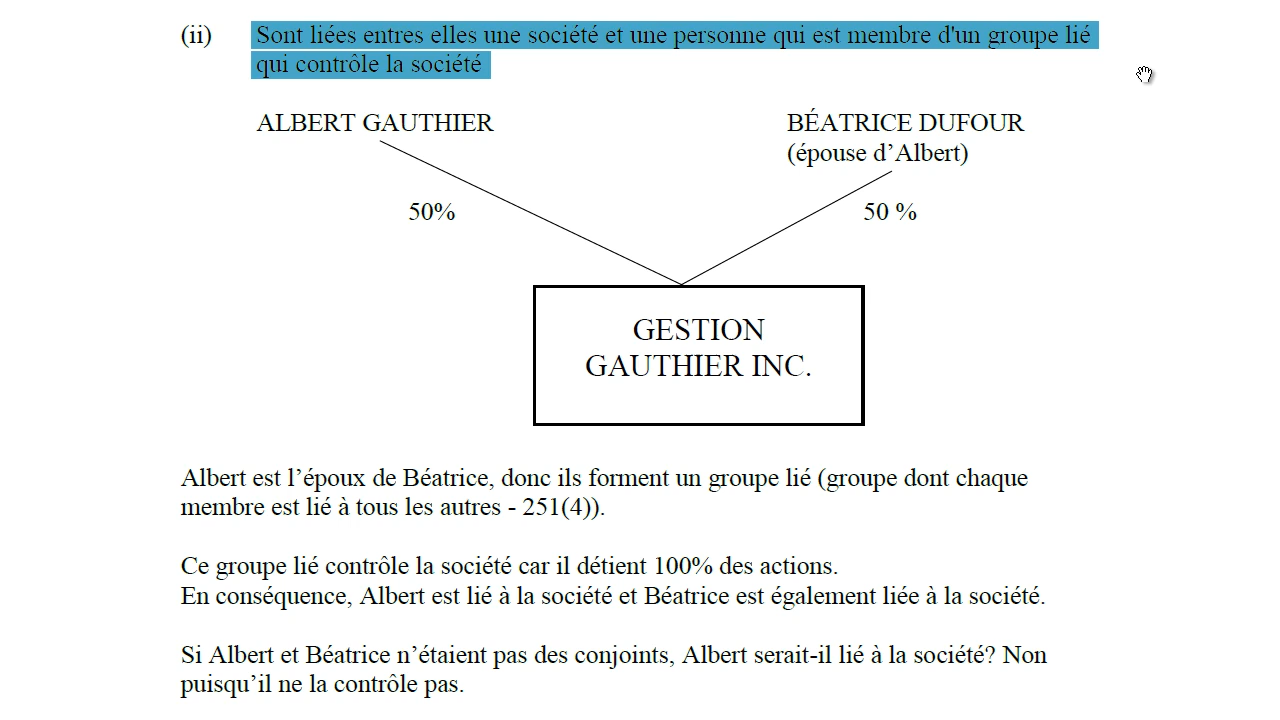 (ii) Sont liées entres elles une société et une personne qui est membre d'un groupe lié
qui contrôle la société
ALBERT GAUTHIER
BÉATRICE DUFOUR
(épouse d’Albert)
50%
50 %
GESTION
GAUTHIER INC.
Albert est l’époux de Béatrice, donc ils forment un groupe lié (groupe dont chaque
membre est lié à tous les autres - 251(4)).
Ce groupe lié contrôle la société car il détient 100% des actions.
En conséquence, Albert est lié à la société et Béatrice est également liée à la société.
Si Albert et Béatrice n’étaient pas des conjoints, Albert serait-il lié à la société? Non
puisqu’il ne la contrôle pas.